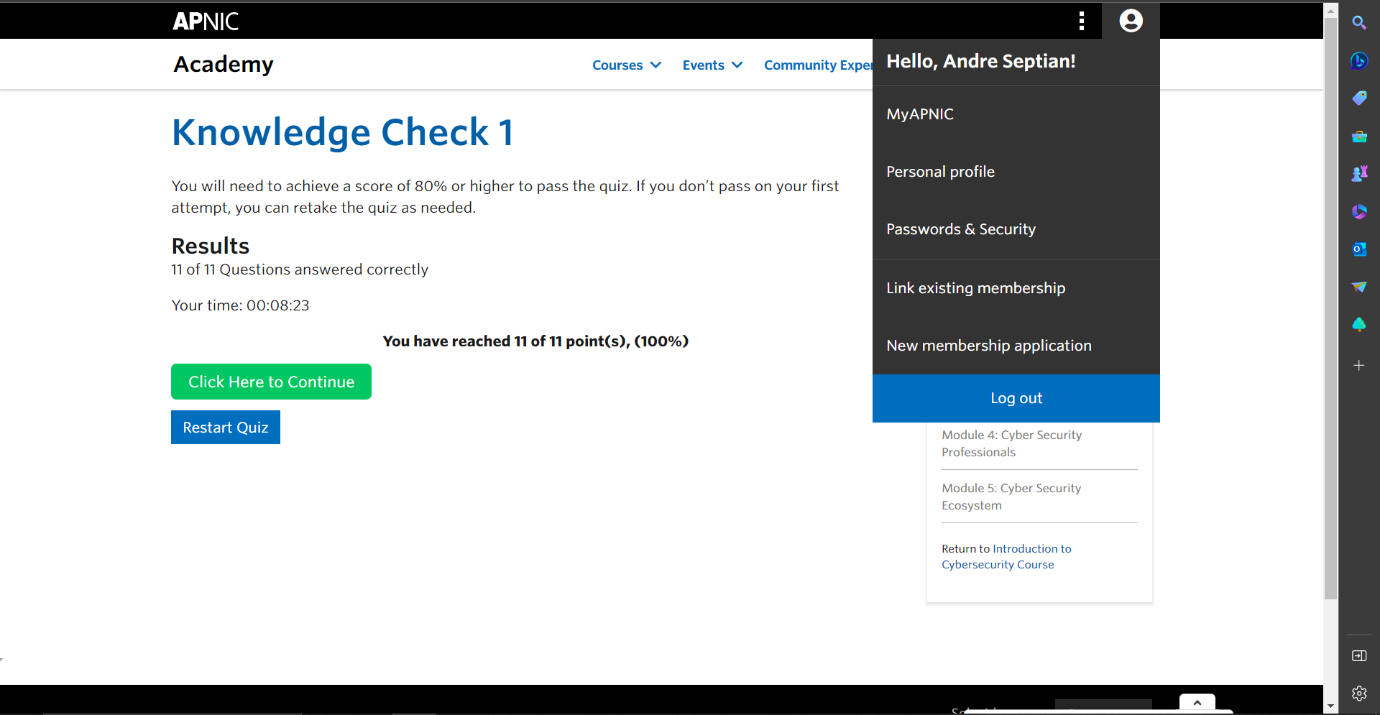 APNIC
Academy
Courses
Events
Community Exper
Hello, Andre Septian!
MyAPNIC
Personal profile
Passwords & Security
Link existing membership
New membership application
Log out
Knowledge Check 1
You will need to achieve a score of 80% or higher to pass the quiz. If you don't pass on your first
attempt, you can retake the quiz as needed.
Results
11 of 11 Questions answered correctly
Your time: 00:08:23
You have reached 11 of 11 point(s), (100%)
Click Here to Continue
Restart Quiz
Module 4: Cyber Security
Professionals
Module 5: Cyber Security
Ecosystem
Return to Introduction to
Cybersecurity Course